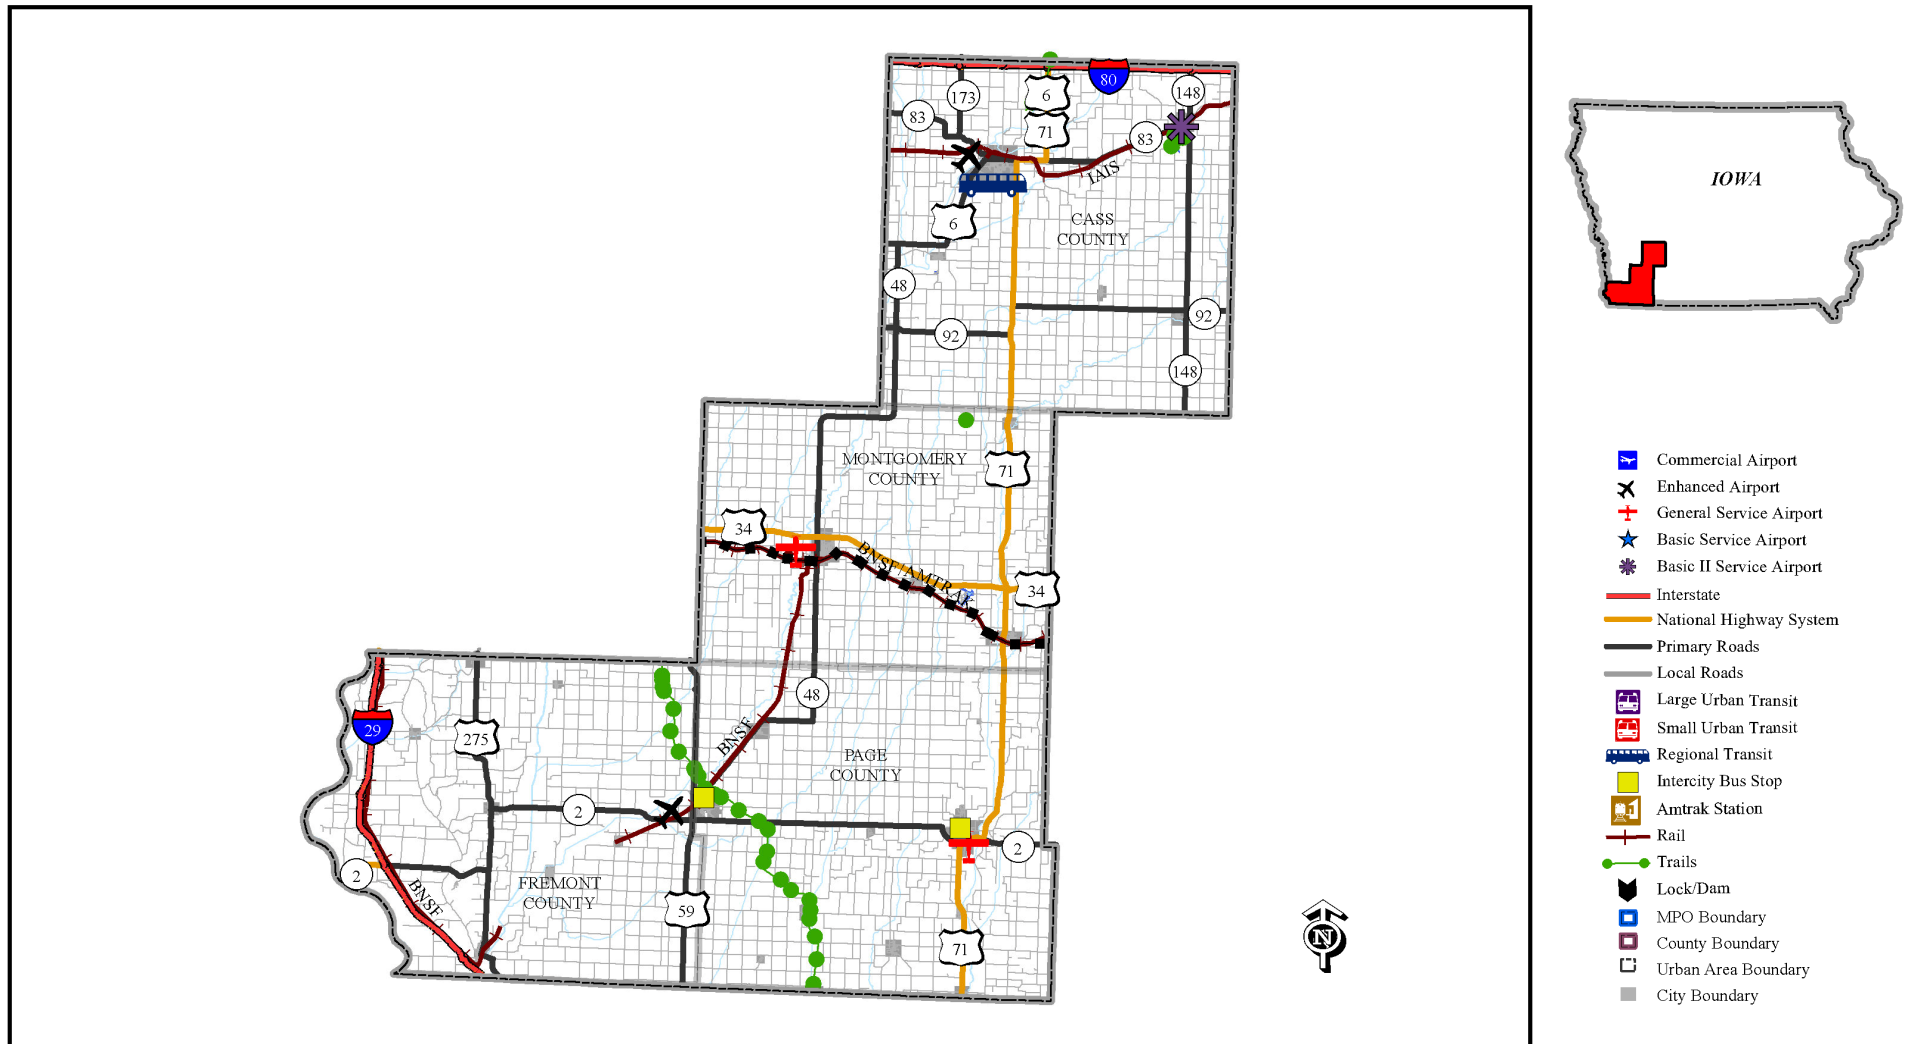 80
173
6
148
83
71
83
IAIS
6
CASS
COUNTY
48
92
92
148
MONTGOMERY
COUNTY
71
34
BNSF/AMTRAK
34
48
BNSF
29
275
PAGE
COUNTY
2
2
2
BNSF
FREMONT
COUNTY
59
71
N
IOWA
Commercial Airport
Enhanced Airport
General Service Airport
Basic Service Airport
Basic II Service Airport
Interstate
National Highway System
Primary Roads
Local Roads
Large Urban Transit
Small Urban Transit
Regional Transit
Intercity Bus Stop
Amtrak Station
Rail
Trails
Lock/Dam
MPO Boundary
County Boundary
Urban Area Boundary
City Boundary